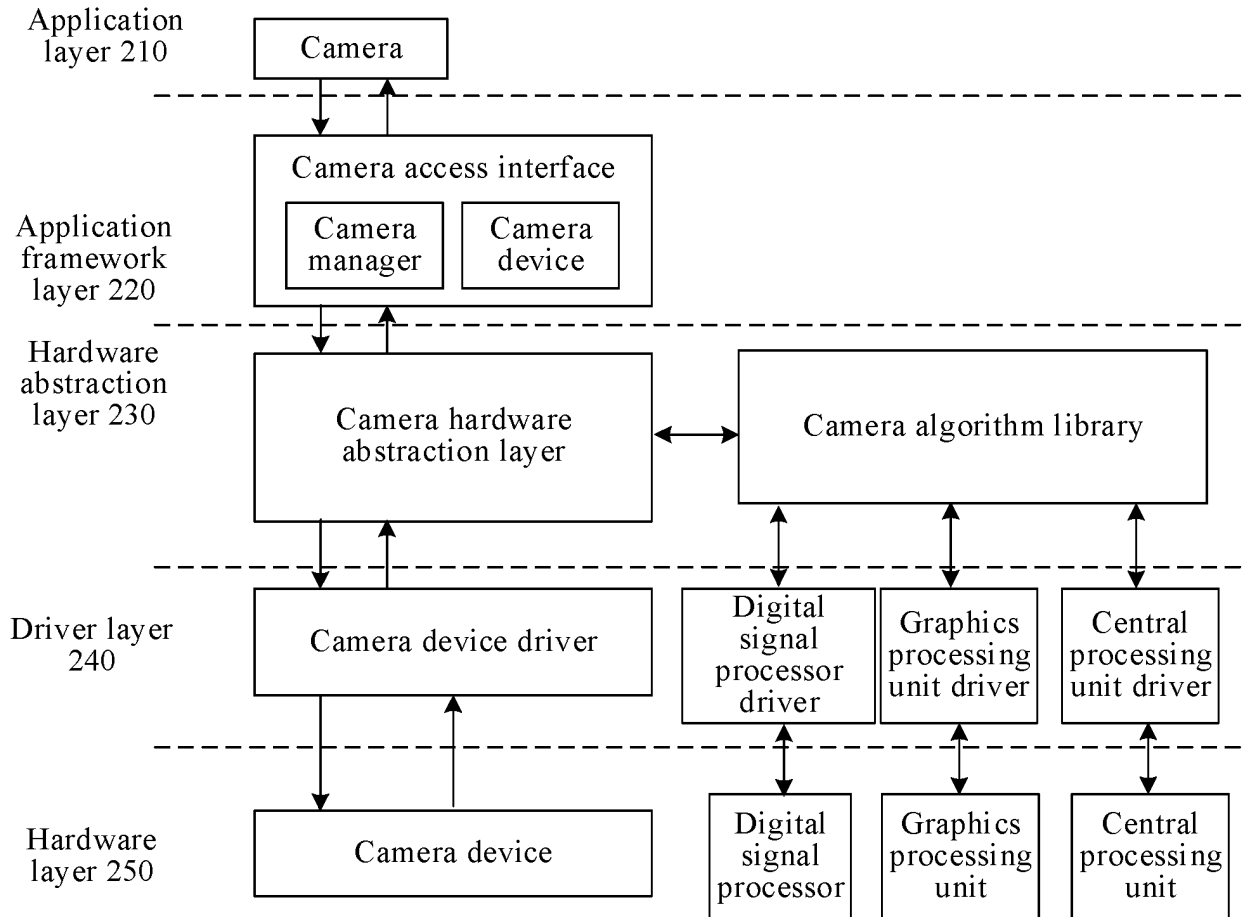 Application
layer 210
Camera
Camera access interface
Camera
manager
Camera
device
Application
framework
layer 220
Hardware
abstraction
layer 230
Camera hardware
abstraction layer
Camera algorithm library
Driver layer
240
Camera device driver
Digital
signal
processor
driver
Graphics
processing
unit driver
Central
processing
unit driver
Hardware
layer 250
Camera device
Digital
signal
processor
Graphics
processing
unit
Central
processing
unit